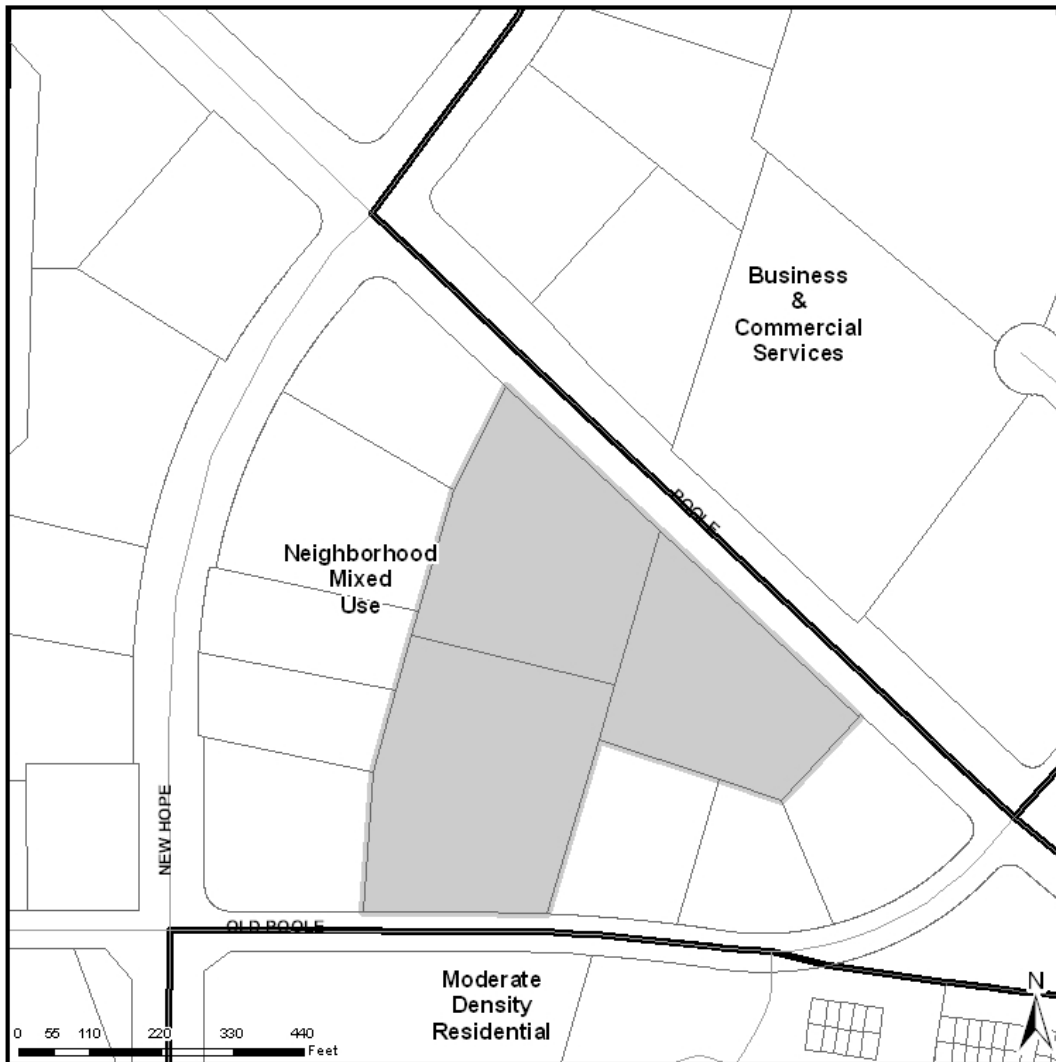 Business
&
Commercial
Services
POOLE
Neighborhood
Mixed
Use
NEW HOPE
OLD POOLE
Moderate
Density
Residential
N
0 55 110 220 330 440
Feet